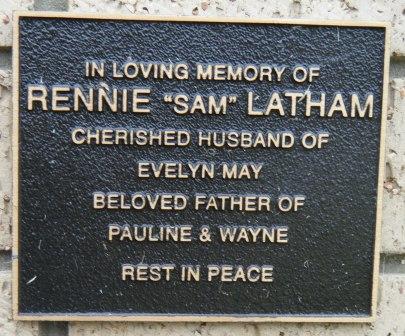 IN LOVING MEMORY OF
RENNIE "SAM" LATHAM
CHERISHED HUSBAND OF
EVELYN MAY
BELOVED FATHER OF
PAULINE & WAYNE
REST IN PEACE